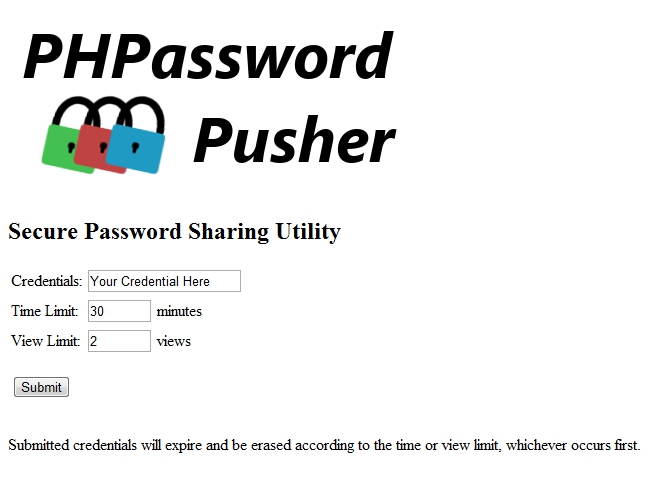 PHPassword
Pusher
Secure Password Sharing Utility
Credentials: Your Credential Here
Time Limit: 30 minutes
View Limit: 2 views
Submit
Submitted credentials will expire and be erased according to the time or view limit, whichever occurs first.